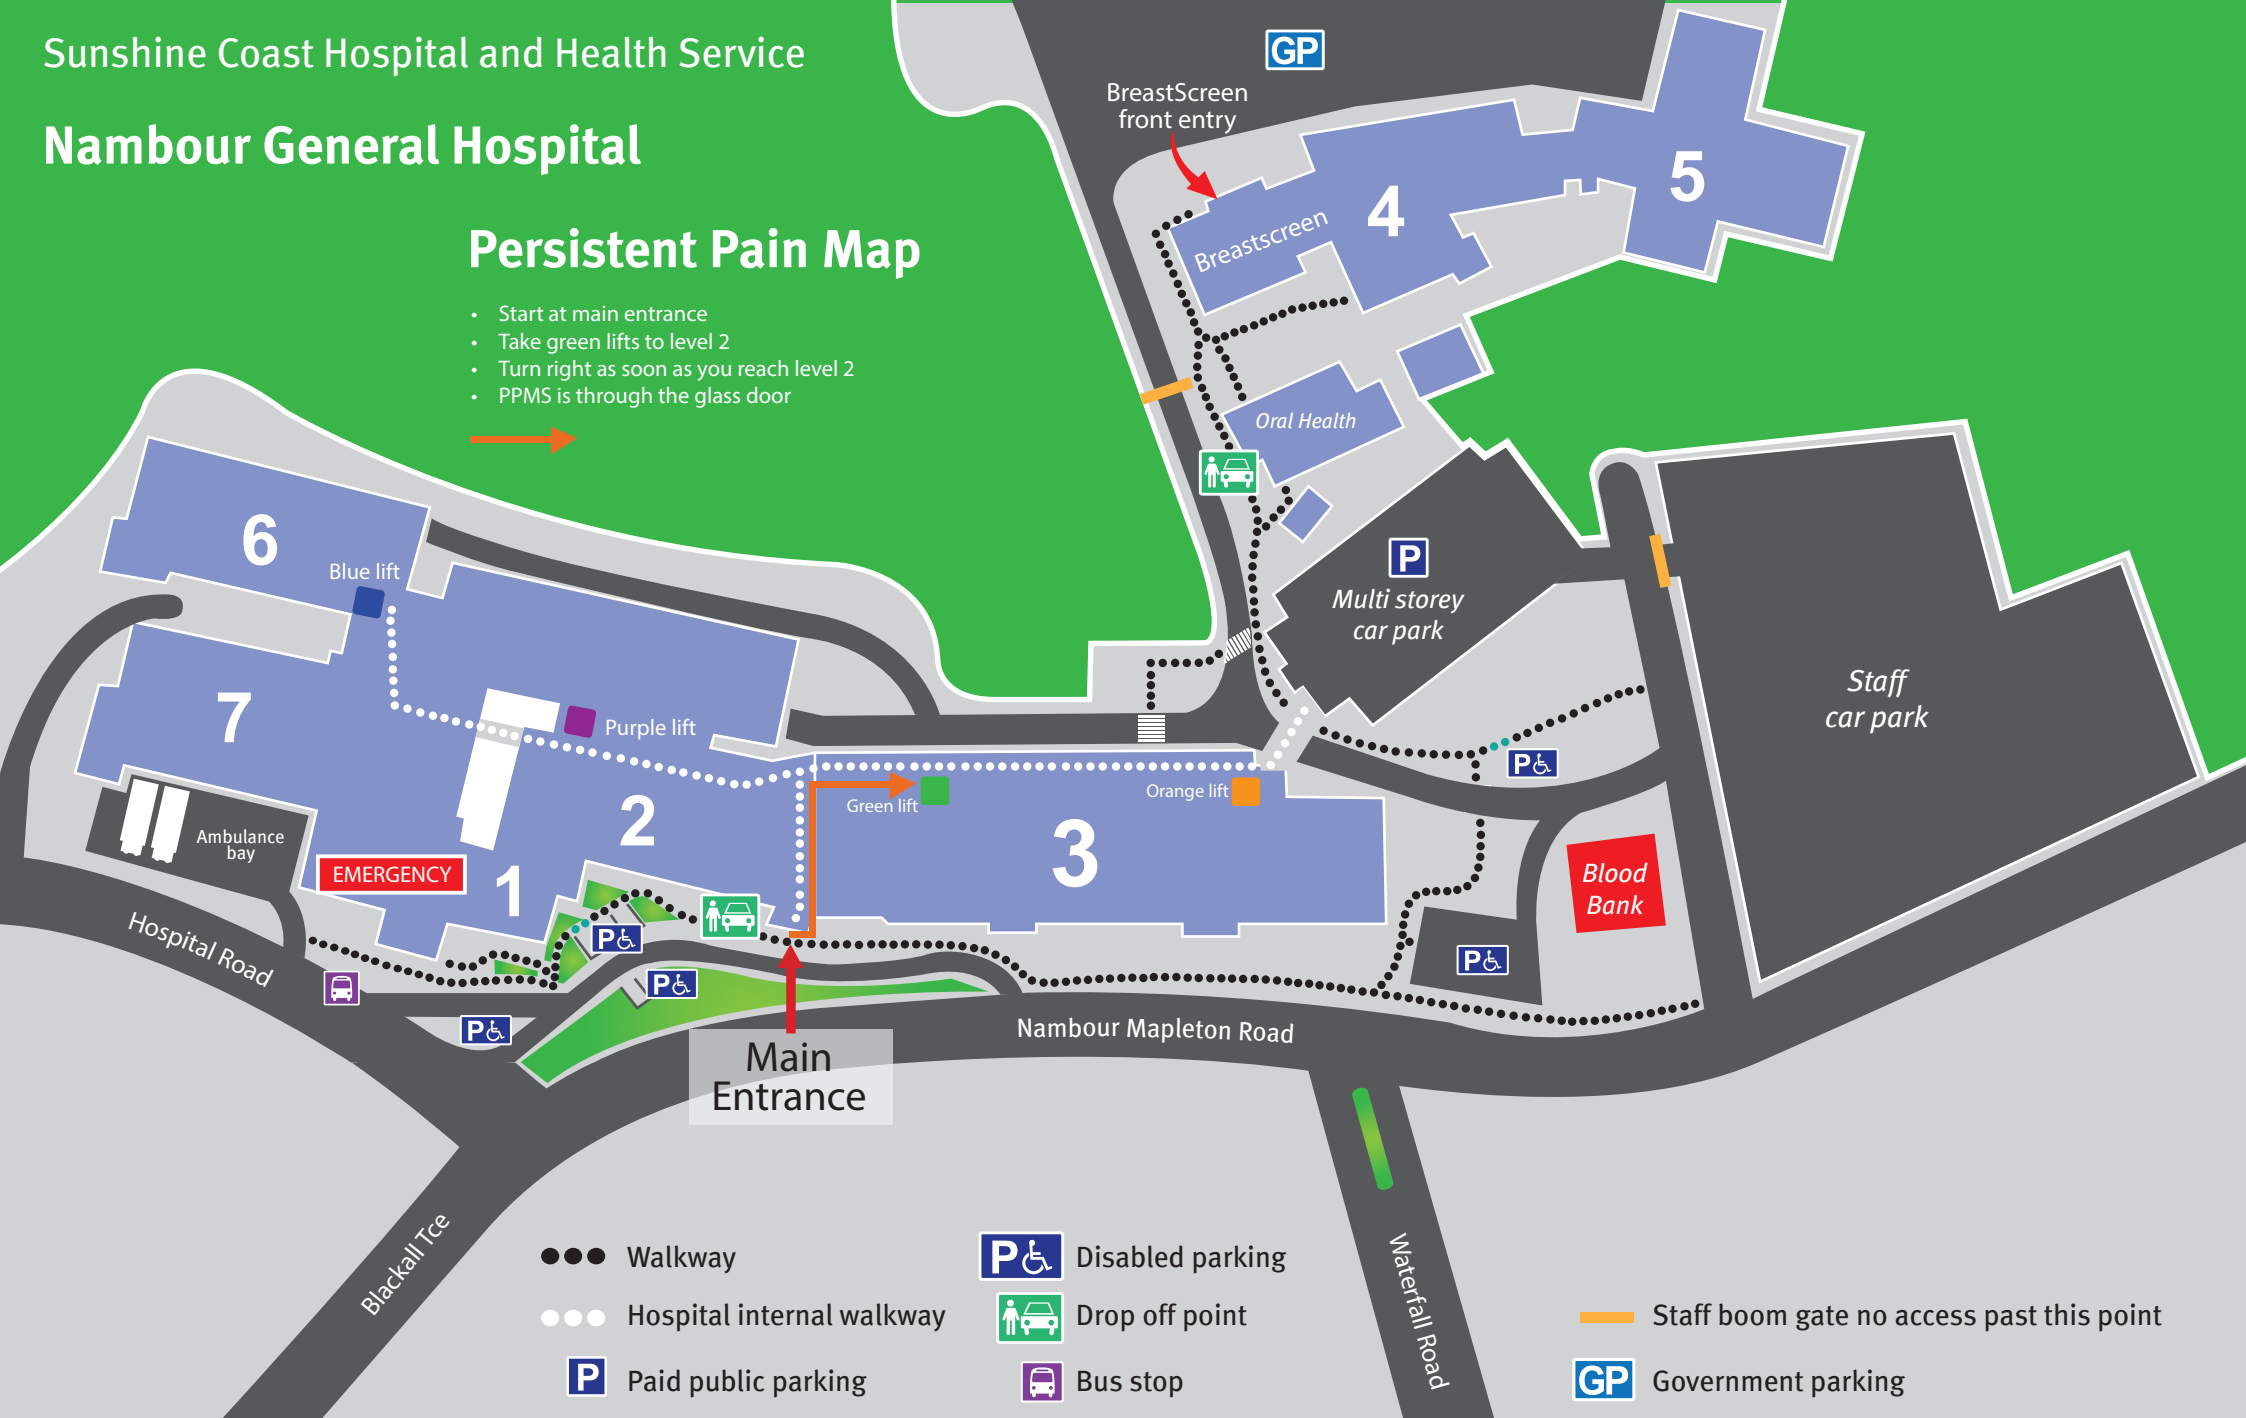 Sunshine Coast Hospital and Health Service
Nambour General Hospital
Persistent Pain Map
• Start at main entrance
• Take green lifts to level 2
• Turn right as soon as you reach level 2
• PPMS is through the glass door
GP
BreastScreen
front entry
5
4
Breastscreen
Oral Health
P
Multi storey
car park
Staff
car park
6
Blue lift
7
Purple lift
Green lift
Orange lift
2
3
Ambulance
bay
EMERGENCY
1
P
P
P
P
P
Blood
Bank
Hospital Road
Nambour Mapleton Road
Main
Entrance
Blackall Tce
Waterfall Road
Walkway
Hospital internal walkway
P Paid public parking
P Disabled parking
Drop off point
Bus stop
Staff boom gate no access past this point
GP Government parking